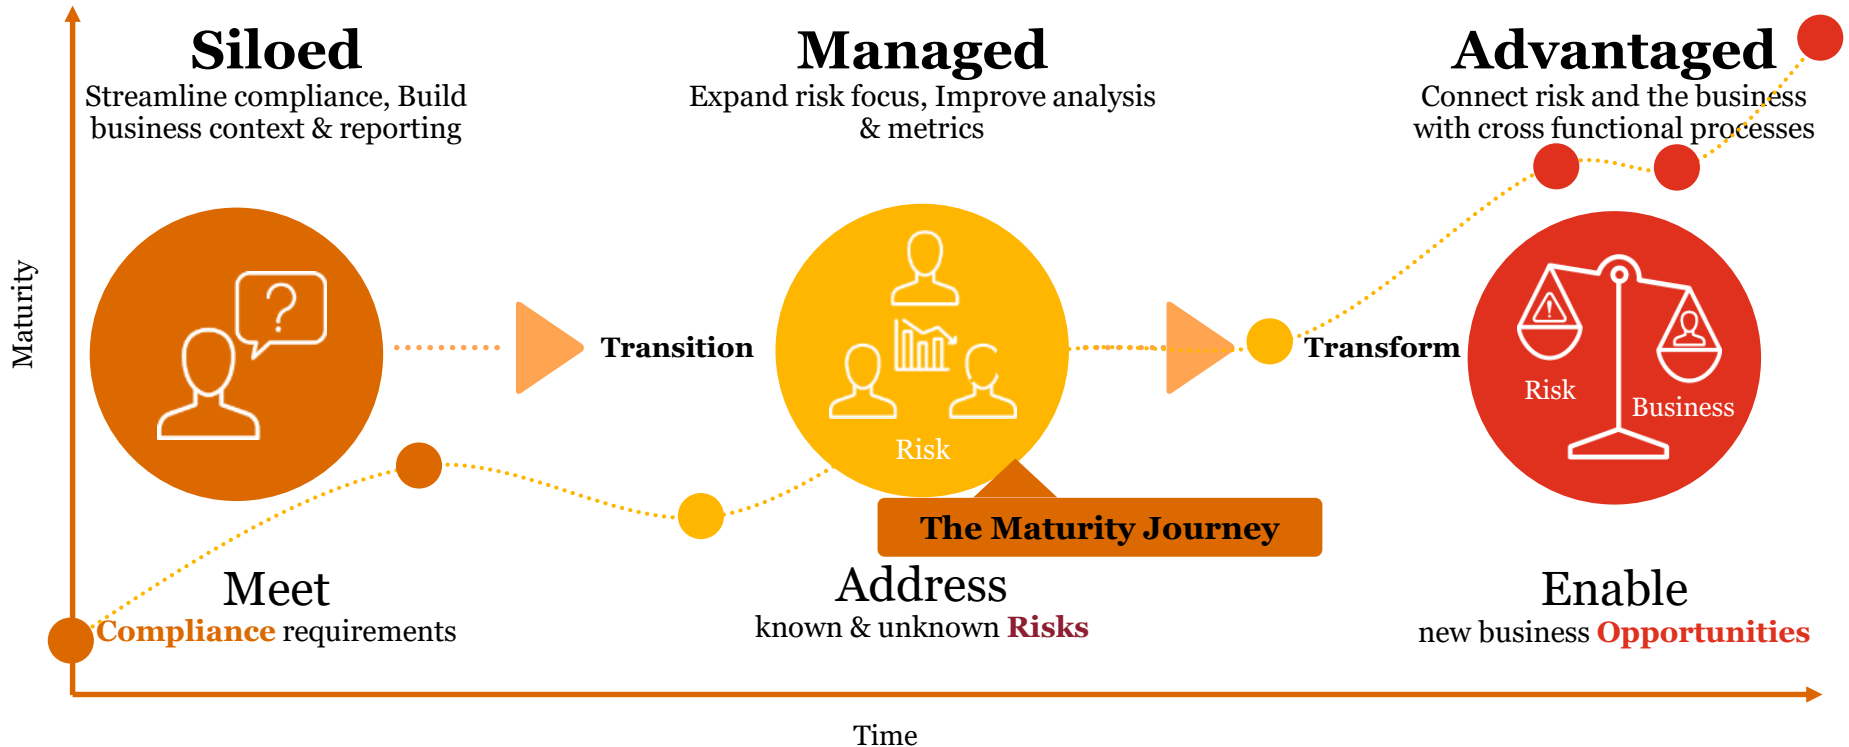 Siloed
Streamline compliance, Build
business context & reporting
Managed
Expand risk focus, Improve analysis
& metrics
Advantaged
Connect risk and the business
with cross functional processes
Maturity
?
Transition
Risk
Transform
!
Risk
Business
The Maturity Journey
Meet
Compliance requirements
Address
known & unknown Risks
Enable
new business Opportunities
Time